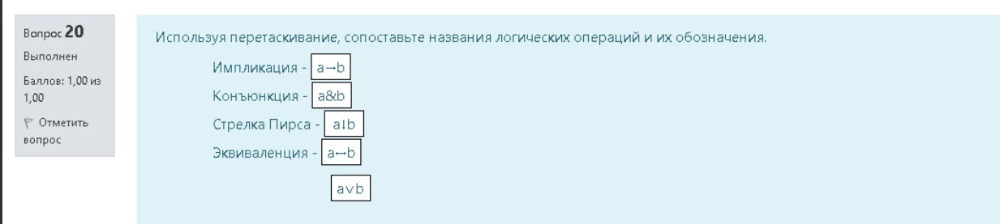 Вопрос 20
Выполнен
Баллов: 1,00 из
1,00
Отметить
вопрос
Используя перетаскивание, сопоставьте названия логических операций и их обозначения.
Импликация - a→b
Конъюнкция - a&b
Стрелка Пирса - a↓b
Эквиваленция - a↔b
a∨b